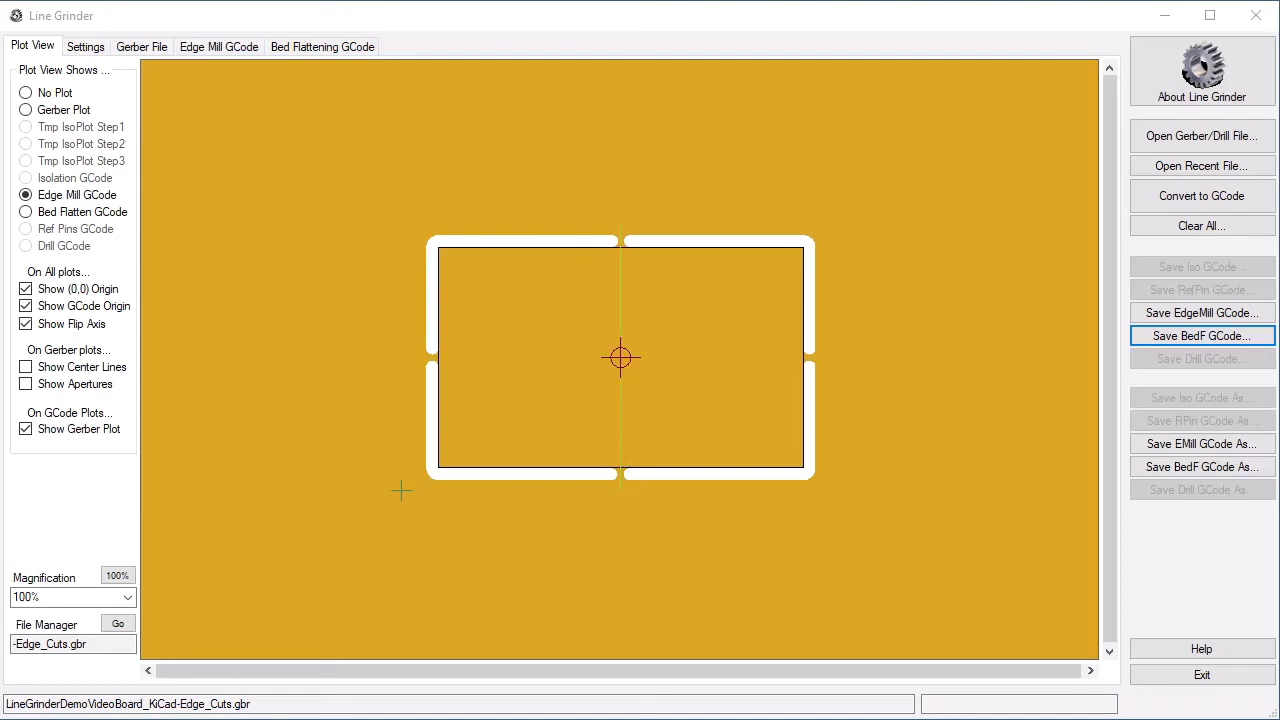 Line Grinder
Plot View
Settings
Gerber File
Edge Mill GCode
Bed Flattening GCode
Plot View Shows ...
No Plot
Gerber Plot
Tmp IsoPlot Step1
Tmp IsoPlot Step2
Tmp IsoPlot Step3
Isolation GCode
Edge Mill GCode
Bed Flatten GCode
Ref Pins GCode
Drill GCode
On All plots...
Show (0,0) Origin
Show GCode Origin
Show Flip Axis
On Gerber plots...
Show Center Lines
Show Apertures
On GCode Plots...
Show Gerber Plot
Magnification
100%
100%
File Manager
Go
-Edge_Cuts.gbr
About Line Grinder
Open Gerber/Drill File...
Open Recent File...
Convert to GCode
Clear All...
Save Iso GCode...
Save RefPin GCode...
Save EdgeMill GCode...
Save BedF GCode...
Save Drill GCode...
Save Iso GCode As...
Save RPin GCode As...
Save EMill GCode As...
Save BedF GCode As...
Save Drill GCode As...
Help
Exit
LineGrinderDemoVideoBoard_KiCad-Edge_Cuts.gbr